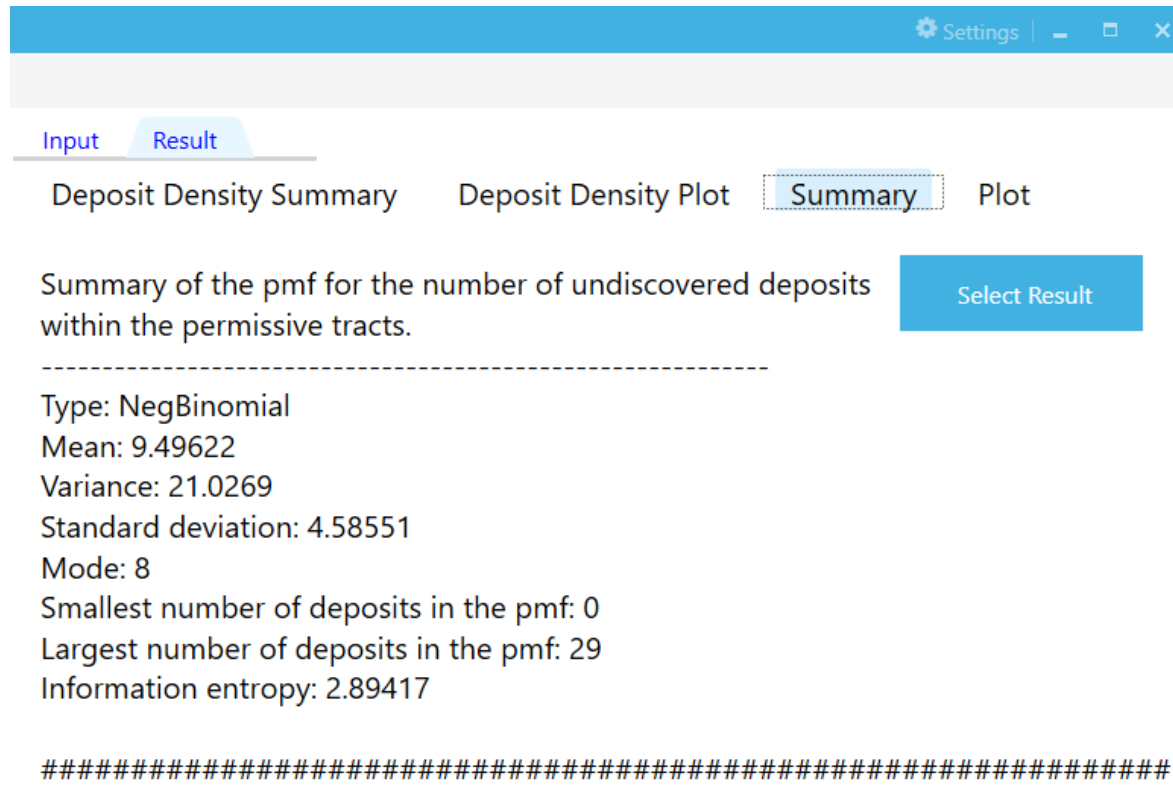 Settings
Input Result
Deposit Density Summary Deposit Density Plot Summary Plot
Summary of the pmf for the number of undiscovered deposits
within the permissive tracts.
Select Result
------------------------------------------------------------
Type: NegBinomial
Mean: 9.49622
Variance: 21.0269
Standard deviation: 4.58551
Mode: 8
Smallest number of deposits in the pmf: 0
Largest number of deposits in the pmf: 29
Information entropy: 2.89417
###############################################################